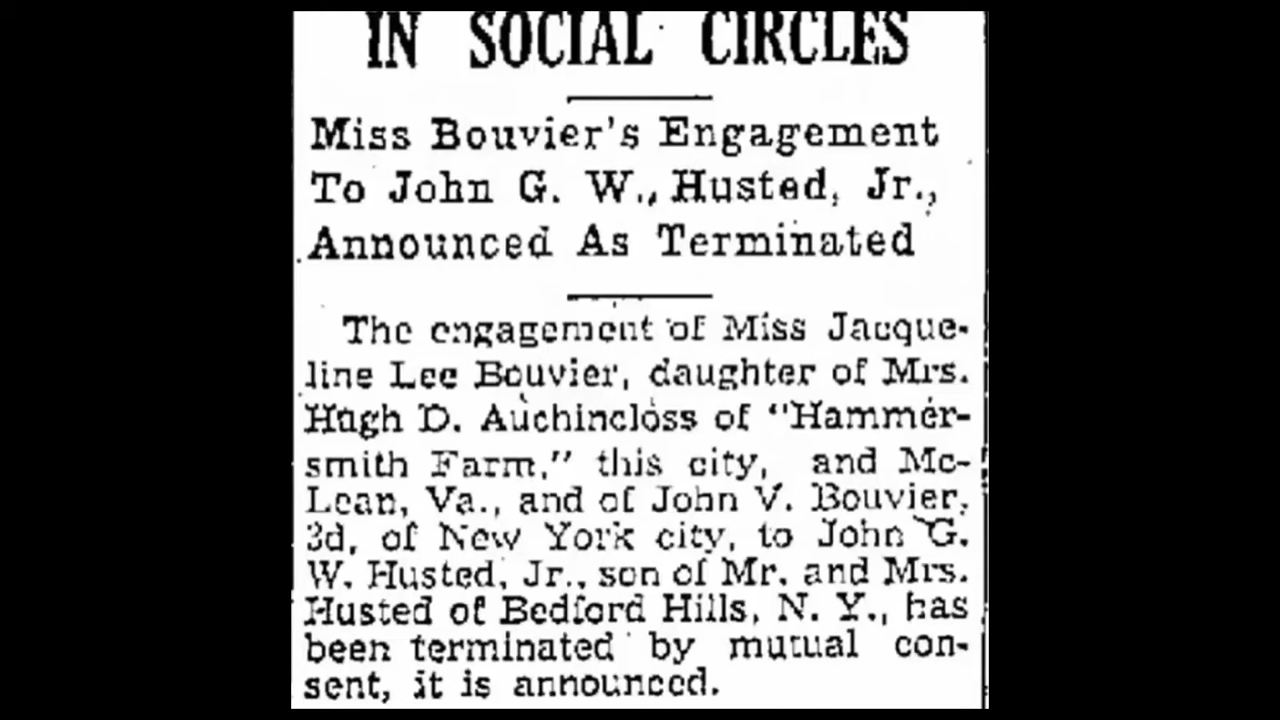 IN SOCIAL CIRCLES
Miss Bouvier's Engagement
To John G. W., Husted, Jr.,
Announced As Terminated
The engagement of Miss Jacque-
line Lee Bouvier, daughter of Mrs.
Hugh D. Auchincloss of "Hammer-
smith Farm," this city, and Mc-
Lean, Va., and of John V. Bouvier,
3d, of New York city, to John G.
W. Husted, Jr., son of Mr. and Mrs.
Husted of Bedford Hills, N. Y., has
been terminated by mutual con-
sent, it is announced.